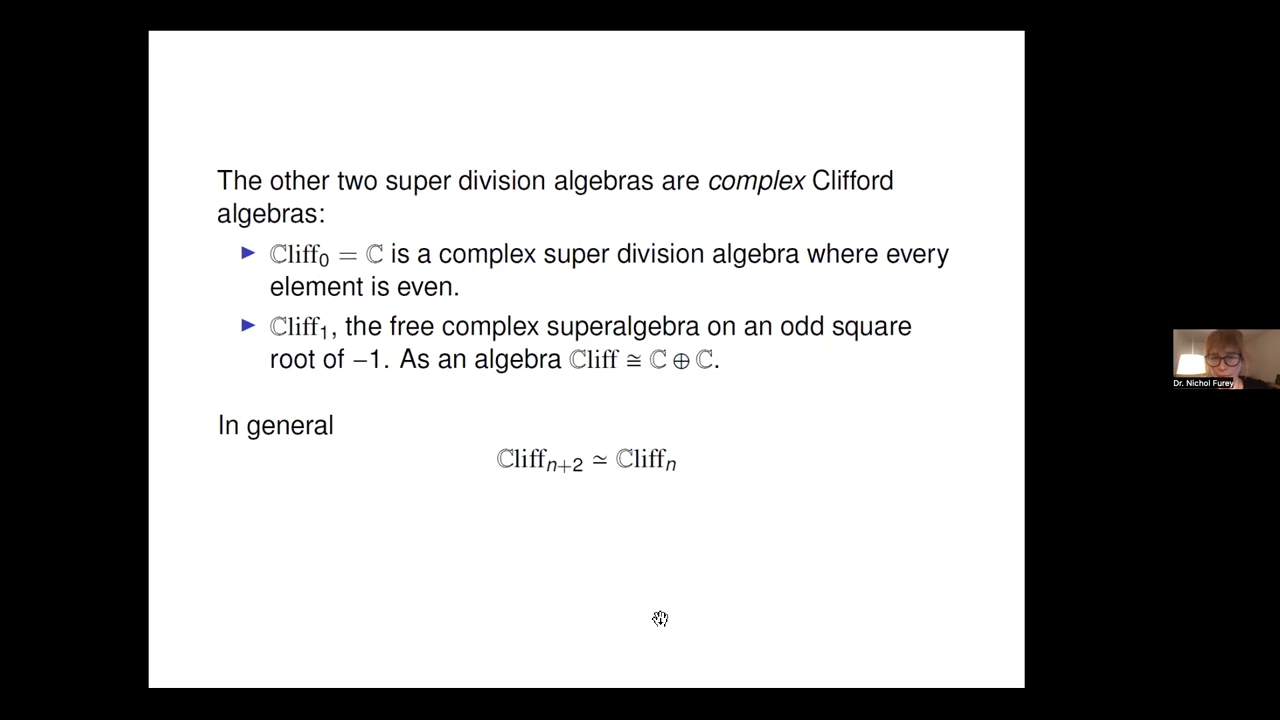 The other two super division algebras are complex Clifford
algebras:
▶ ℂliff₀ = ℂ is a complex super division algebra where every
element is even.
▶ ℂliff₁, the free complex superalgebra on an odd square
root of −1. As an algebra ℂliff ≅ ℂ ⊕ ℂ.
In general
ℂliffₙ₊₂ ≃ ℂliffₙ
Dr. Nichol Furey